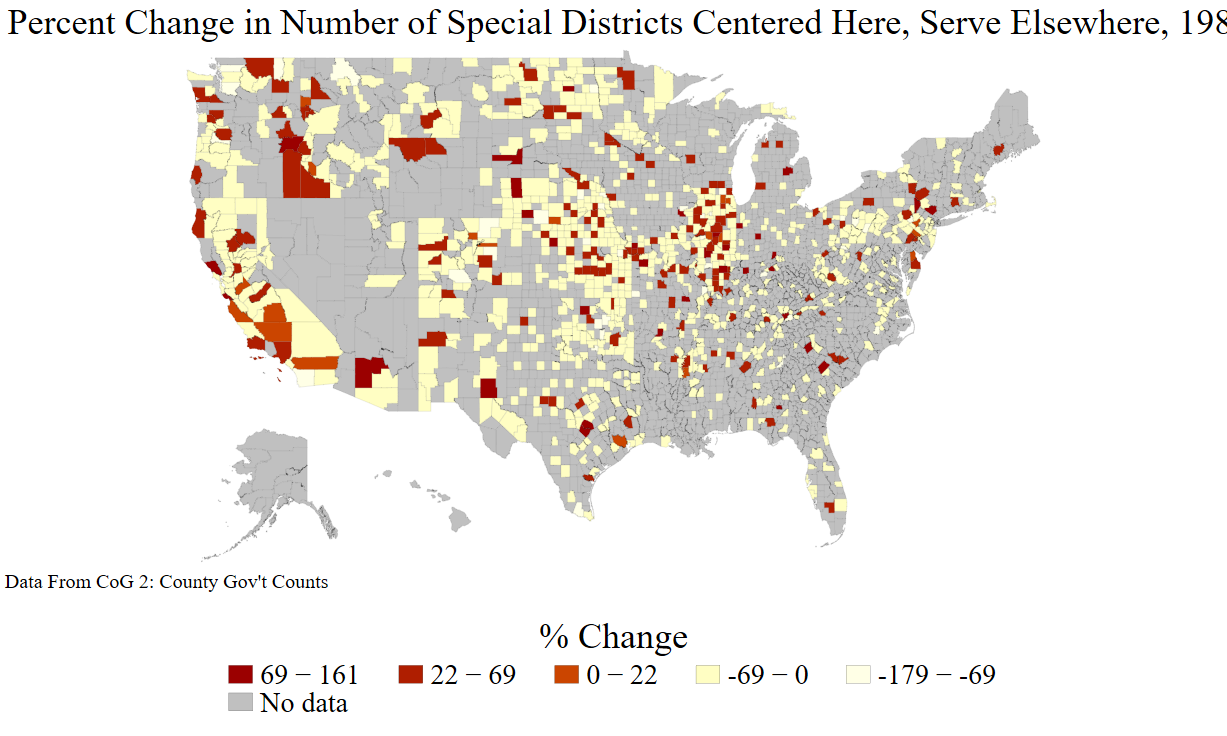 Percent Change in Number of Special Districts Centered Here, Serve Elsewhere, 198
Data From CoG 2: County Gov't Counts
% Change
69 − 161 22 − 69 0 − 22 -69 − 0 -179 − -69
No data